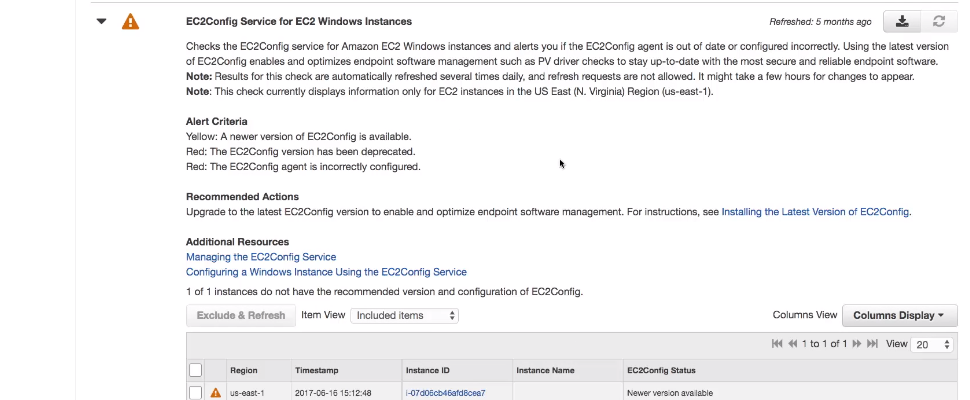 EC2Config Service for EC2 Windows Instances Refreshed: 5 months ago
Checks the EC2Config service for Amazon EC2 Windows instances and alerts you if the EC2Config agent is out of date or configured incorrectly. Using the latest version
of EC2Config enables and optimizes endpoint software management such as PV driver checks to stay up-to-date with the most secure and reliable endpoint software.
Note: Results for this check are automatically refreshed several times daily, and refresh requests are not allowed. It might take a few hours for changes to appear.
Note: This check currently displays information only for EC2 instances in the US East (N. Virginia) Region (us-east-1).
Alert Criteria
Yellow: A newer version of EC2Config is available.
Red: The EC2Config version has been deprecated.
Red: The EC2Config agent is incorrectly configured.
Recommended Actions
Upgrade to the latest EC2Config version to enable and optimize endpoint software management. For instructions, see Installing the Latest Version of EC2Config.
Additional Resources
Managing the EC2Config Service
Configuring a Windows Instance Using the EC2Config Service
1 of 1 instances do not have the recommended version and configuration of EC2Config.
Exclude & Refresh Item View Included items Columns View Columns Display
1 to 1 of 1 View 20
Region Timestamp Instance ID Instance Name EC2Config Status
us-east-1 2017-06-16 15:12:48 i-07d06cb46afd8cea7 Newer version available